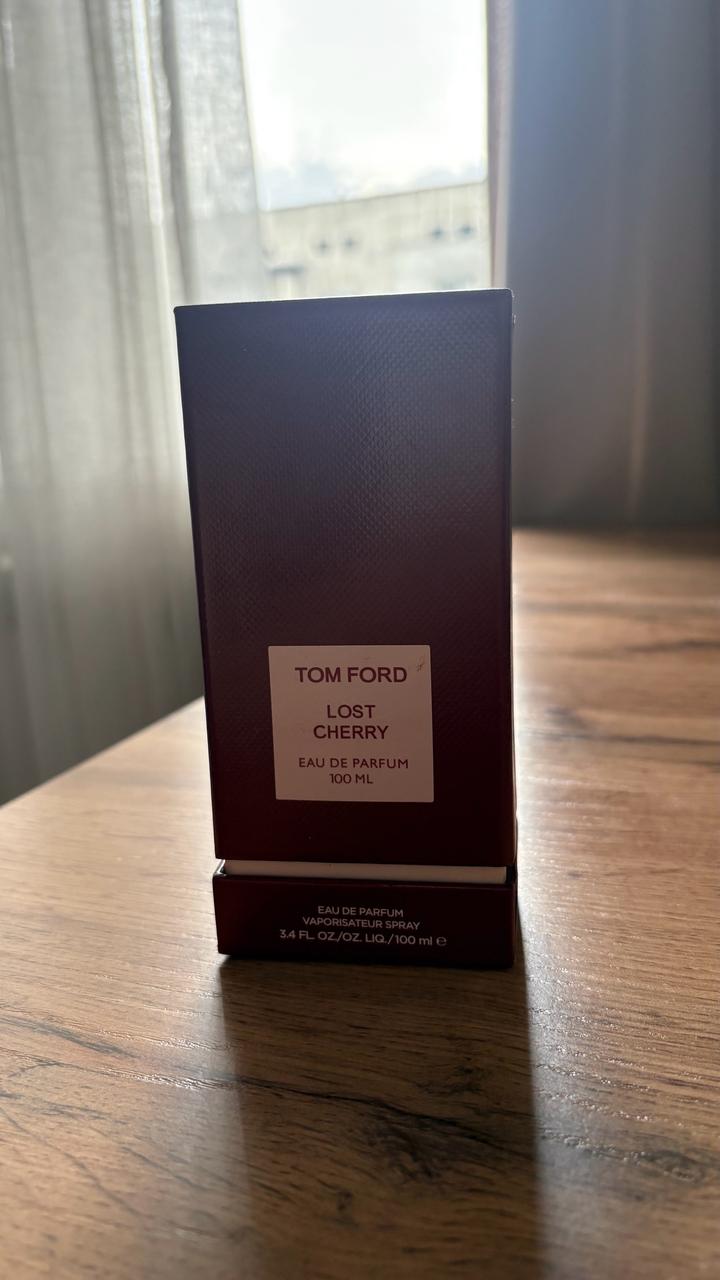 TOM FORD
LOST
CHERRY
EAU DE PARFUM
100 ML
EAU DE PARFUM
VAPORISATEUR SPRAY
3.4 FL. OZ./OZ. LIQ./100 ml ℮